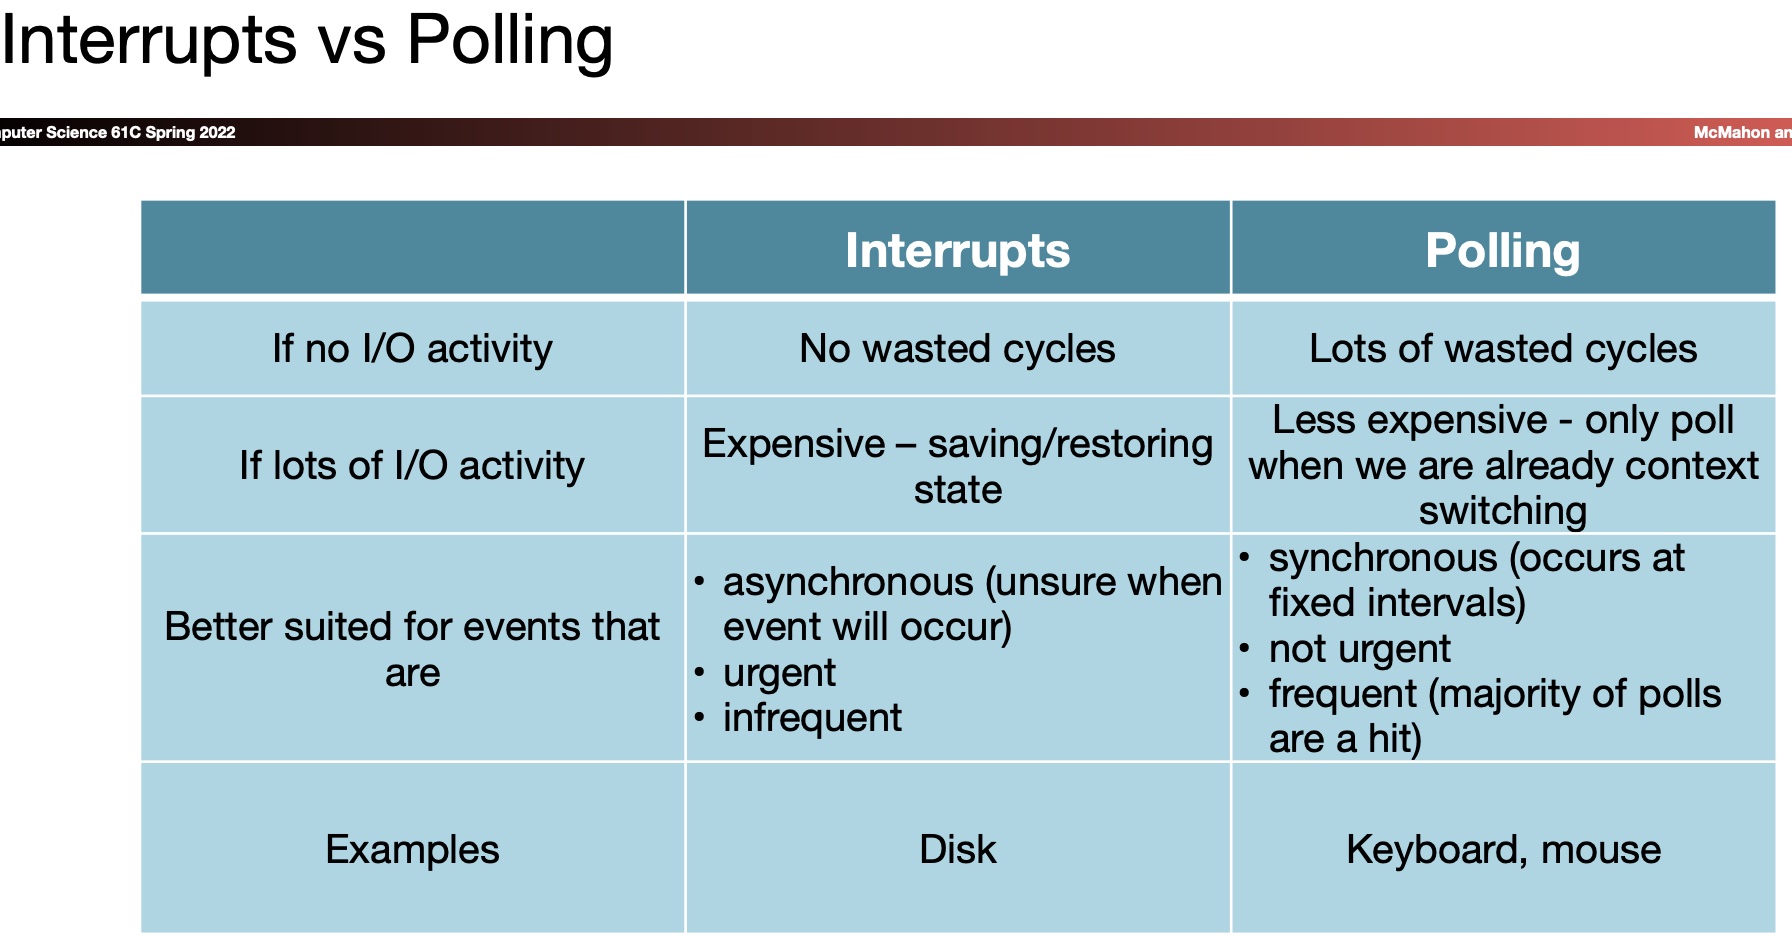 Interrupts vs Polling
puter Science 61C Spring 2022
McMahon an
Interrupts
Polling
If no I/O activity
No wasted cycles
Lots of wasted cycles
If lots of I/O activity
Expensive – saving/restoring
state
Less expensive - only poll
when we are already context
switching
Better suited for events that
are
• asynchronous (unsure when
event will occur)
• urgent
• infrequent
• synchronous (occurs at
fixed intervals)
• not urgent
• frequent (majority of polls
are a hit)
Examples
Disk
Keyboard, mouse